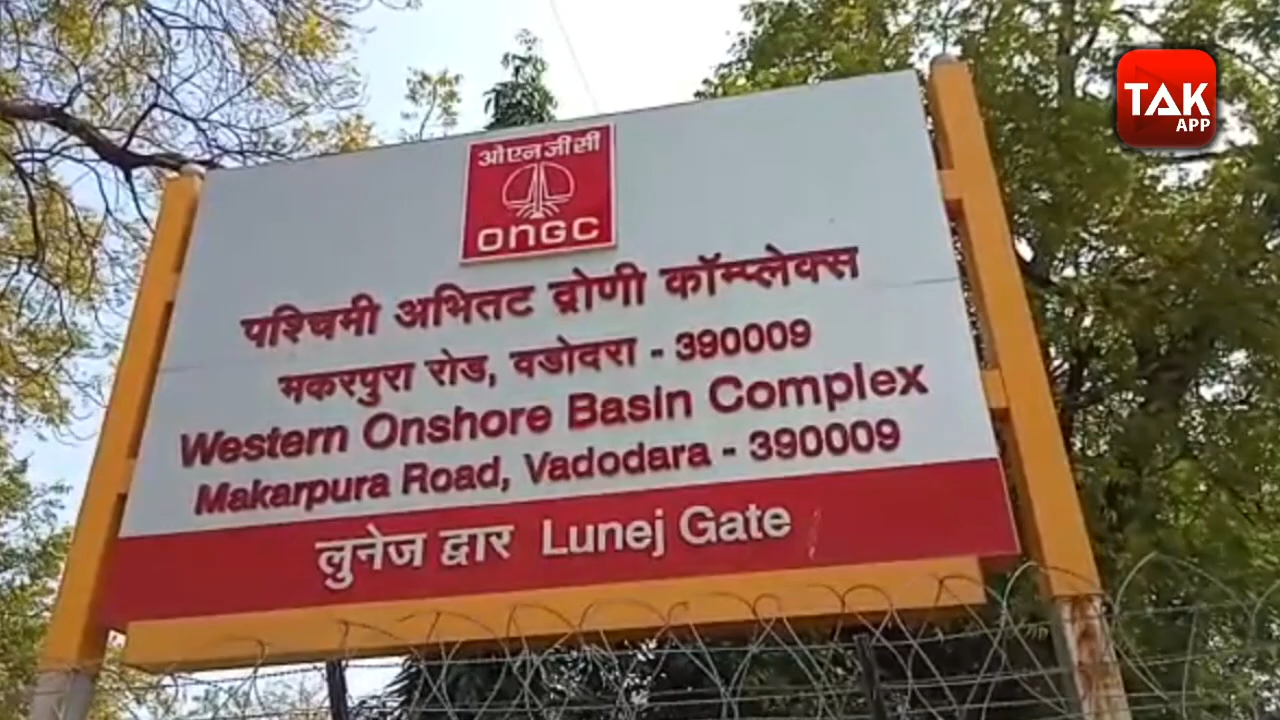 ओएनजीसी
ONGC
पश्चिमी अभितट द्रोणी कॉम्प्लेक्स
मकरपुरा रोड, वडोदरा - 390009
Western Onshore Basin Complex
Makarpura Road, Vadodara - 390009
लुनेज द्वार Lunej Gate
TAK
APP